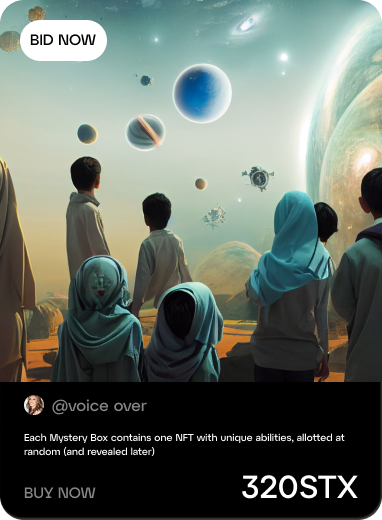 BID NOW
@voice over
Each Mystery Box contains one NFT with unique abilities, allotted at
random (and revealed later)
BUY NOW
320STX